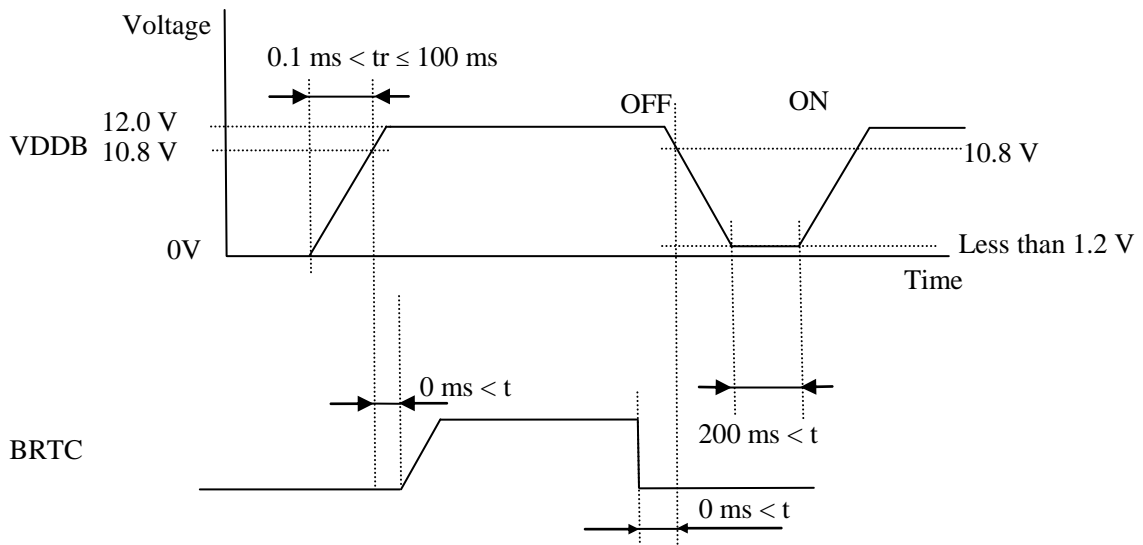 Voltage
0.1 ms < tr ≤ 100 ms
OFF
ON
12.0 V
VDDB
10.8 V
10.8 V
0V
Less than 1.2 V
Time
0 ms < t
200 ms < t
BRTC
0 ms < t